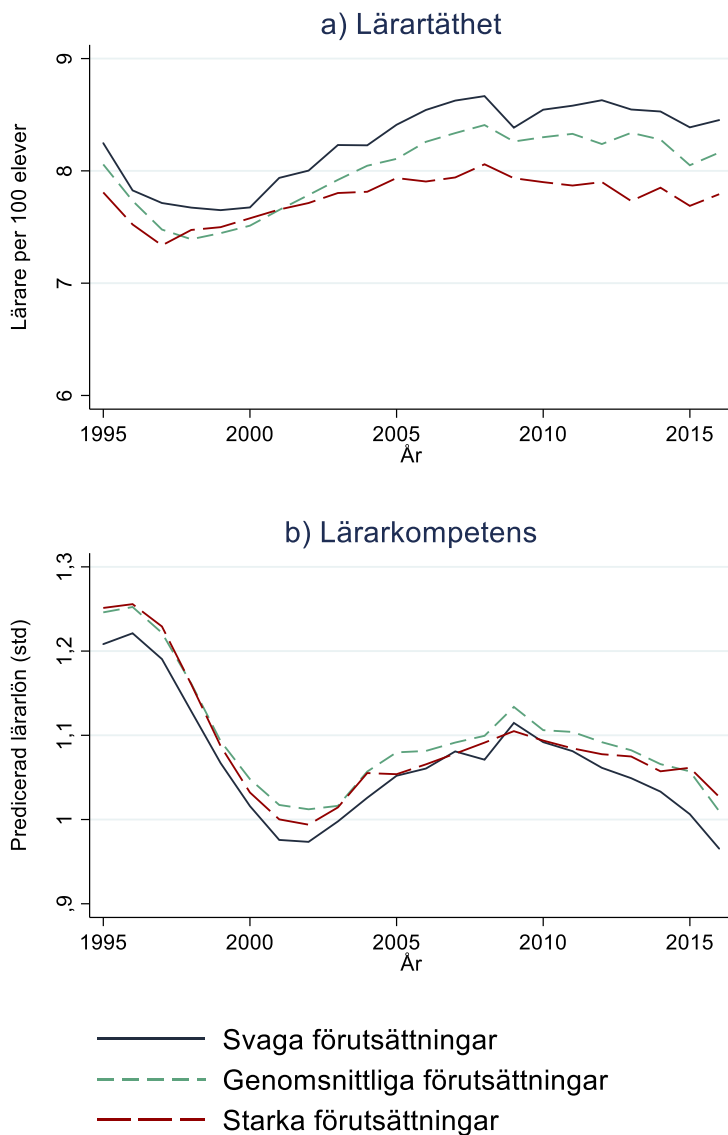 a) Lärartäthet
Lärare per 100 elever
9
8
7
6
1995 2000 2005 2010 2015
År
b) Lärarkompetens
Predicerad lärarlön (std)
1,3
1,2
1,1
1
,9
1995 2000 2005 2010 2015
År
Svaga förutsättningar
Genomsnittliga förutsättningar
Starka förutsättningar